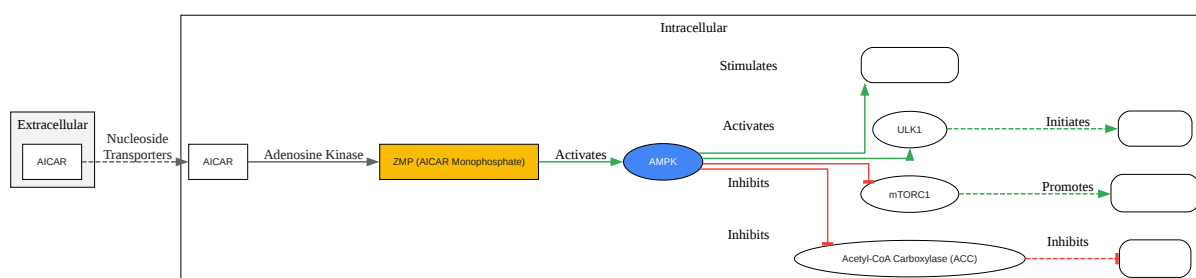 Intracellular
Stimulates
Extracellular
Nucleoside
Transporters
AICAR
AICAR
Adenosine Kinase
ZMP (AICAR Monophosphate)
Activates
AMPK
Activates
ULK1
Initiates
Inhibits
mTORC1
Promotes
Inhibits
Acetyl-CoA Carboxylase (ACC)
Inhibits